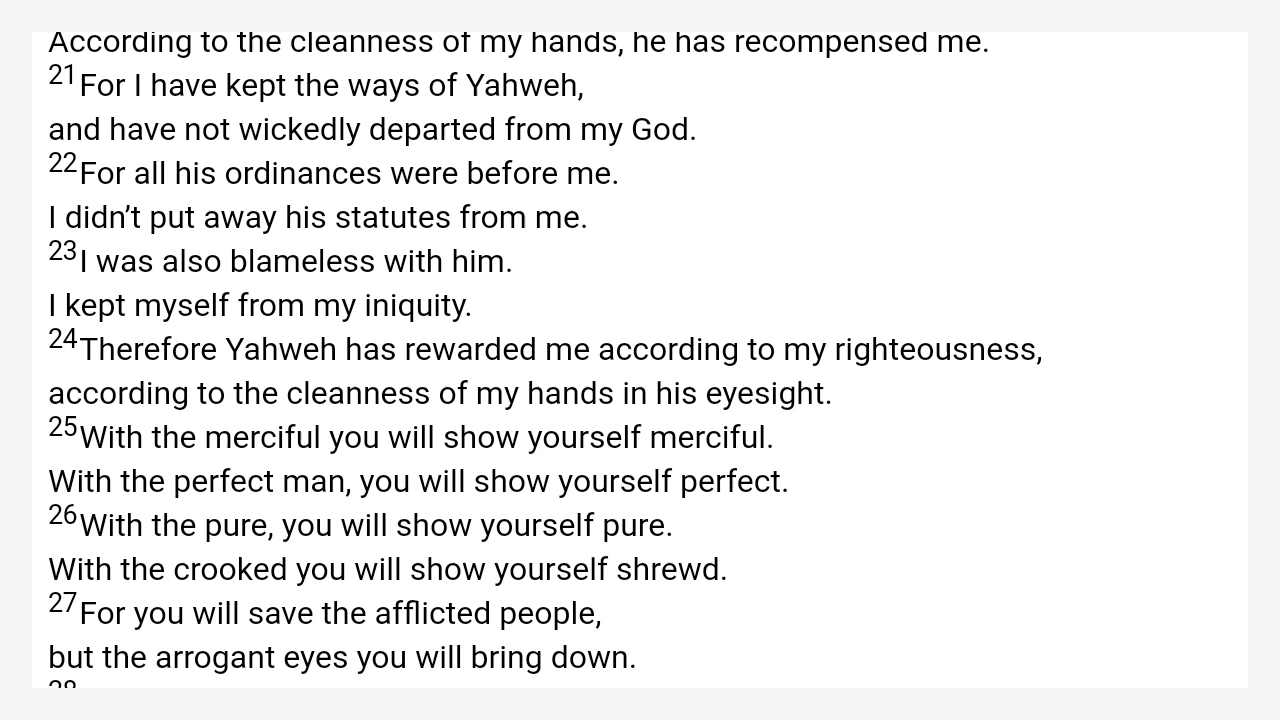 According to the cleanness of my hands, he has recompensed me.
21For I have kept the ways of Yahweh,
and have not wickedly departed from my God.
22For all his ordinances were before me.
I didn’t put away his statutes from me.
23I was also blameless with him.
I kept myself from my iniquity.
24Therefore Yahweh has rewarded me according to my righteousness,
according to the cleanness of my hands in his eyesight.
25With the merciful you will show yourself merciful.
With the perfect man, you will show yourself perfect.
26With the pure, you will show yourself pure.
With the crooked you will show yourself shrewd.
27For you will save the afflicted people,
but the arrogant eyes you will bring down.